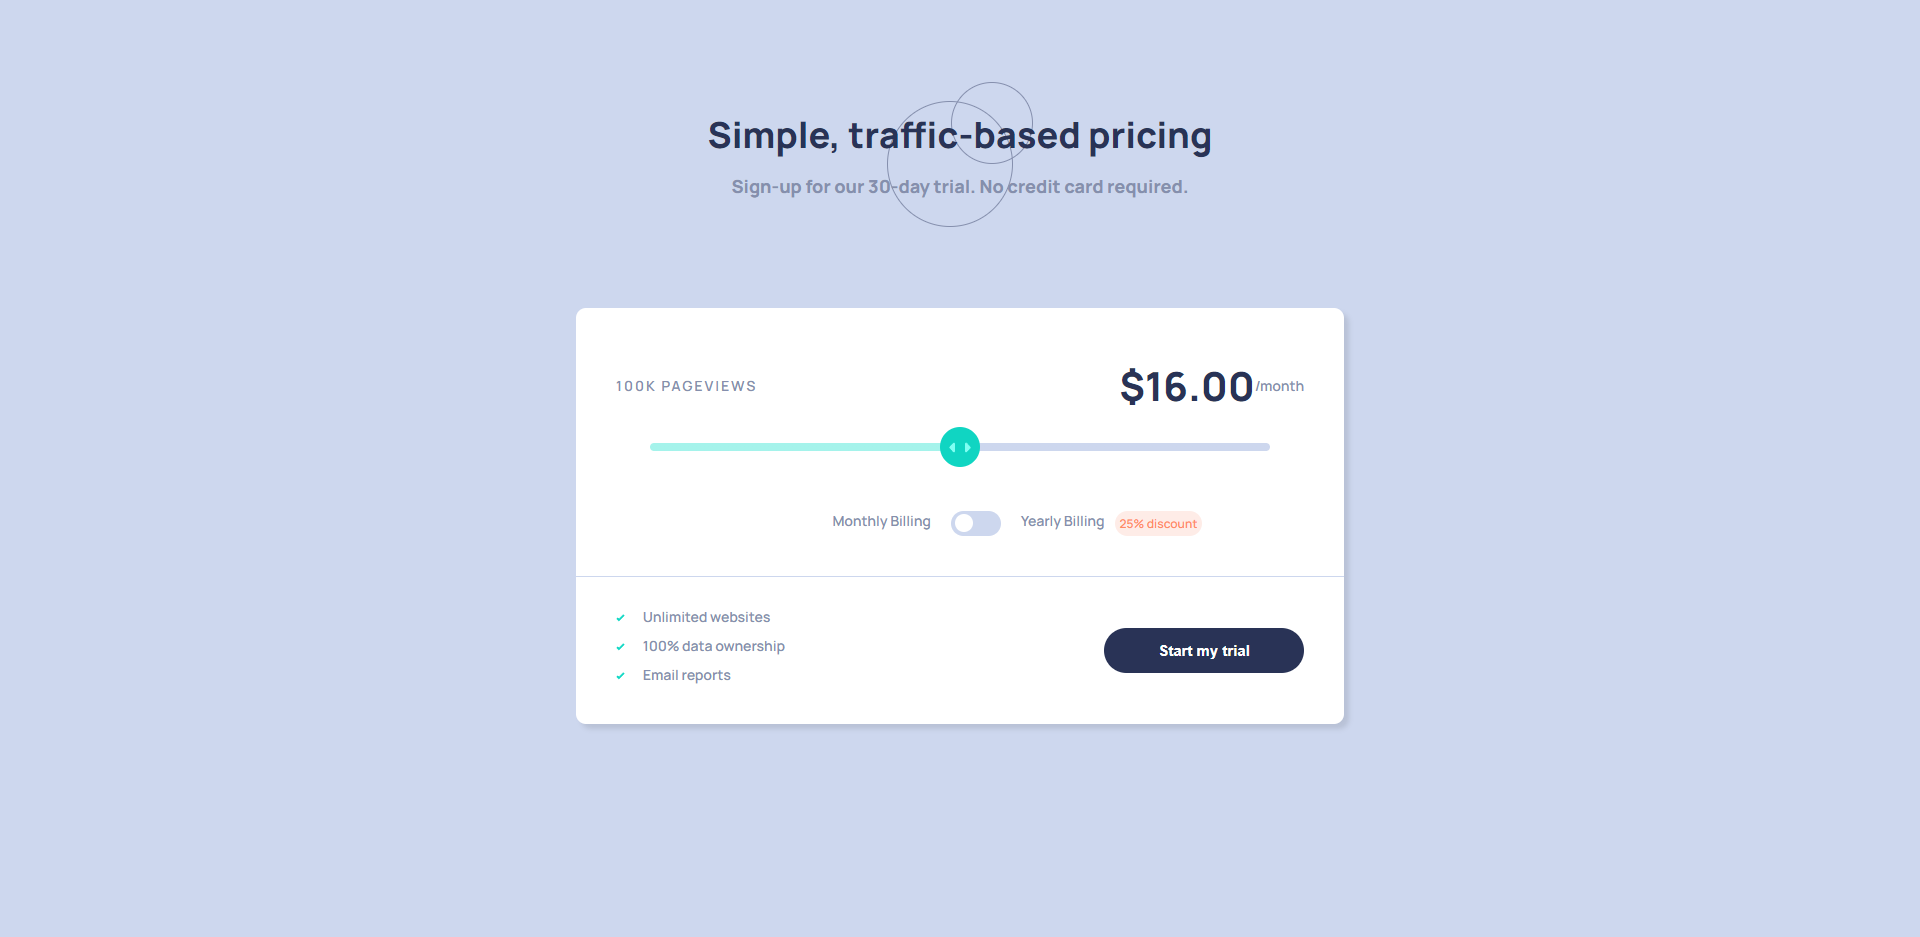 Simple, traffic-based pricing
Sign-up for our 30-day trial. No credit card required.
100K PAGEVIEWS
$16.00/month
Monthly Billing
Yearly Billing
25% discount
Unlimited websites
100% data ownership
Email reports
Start my trial